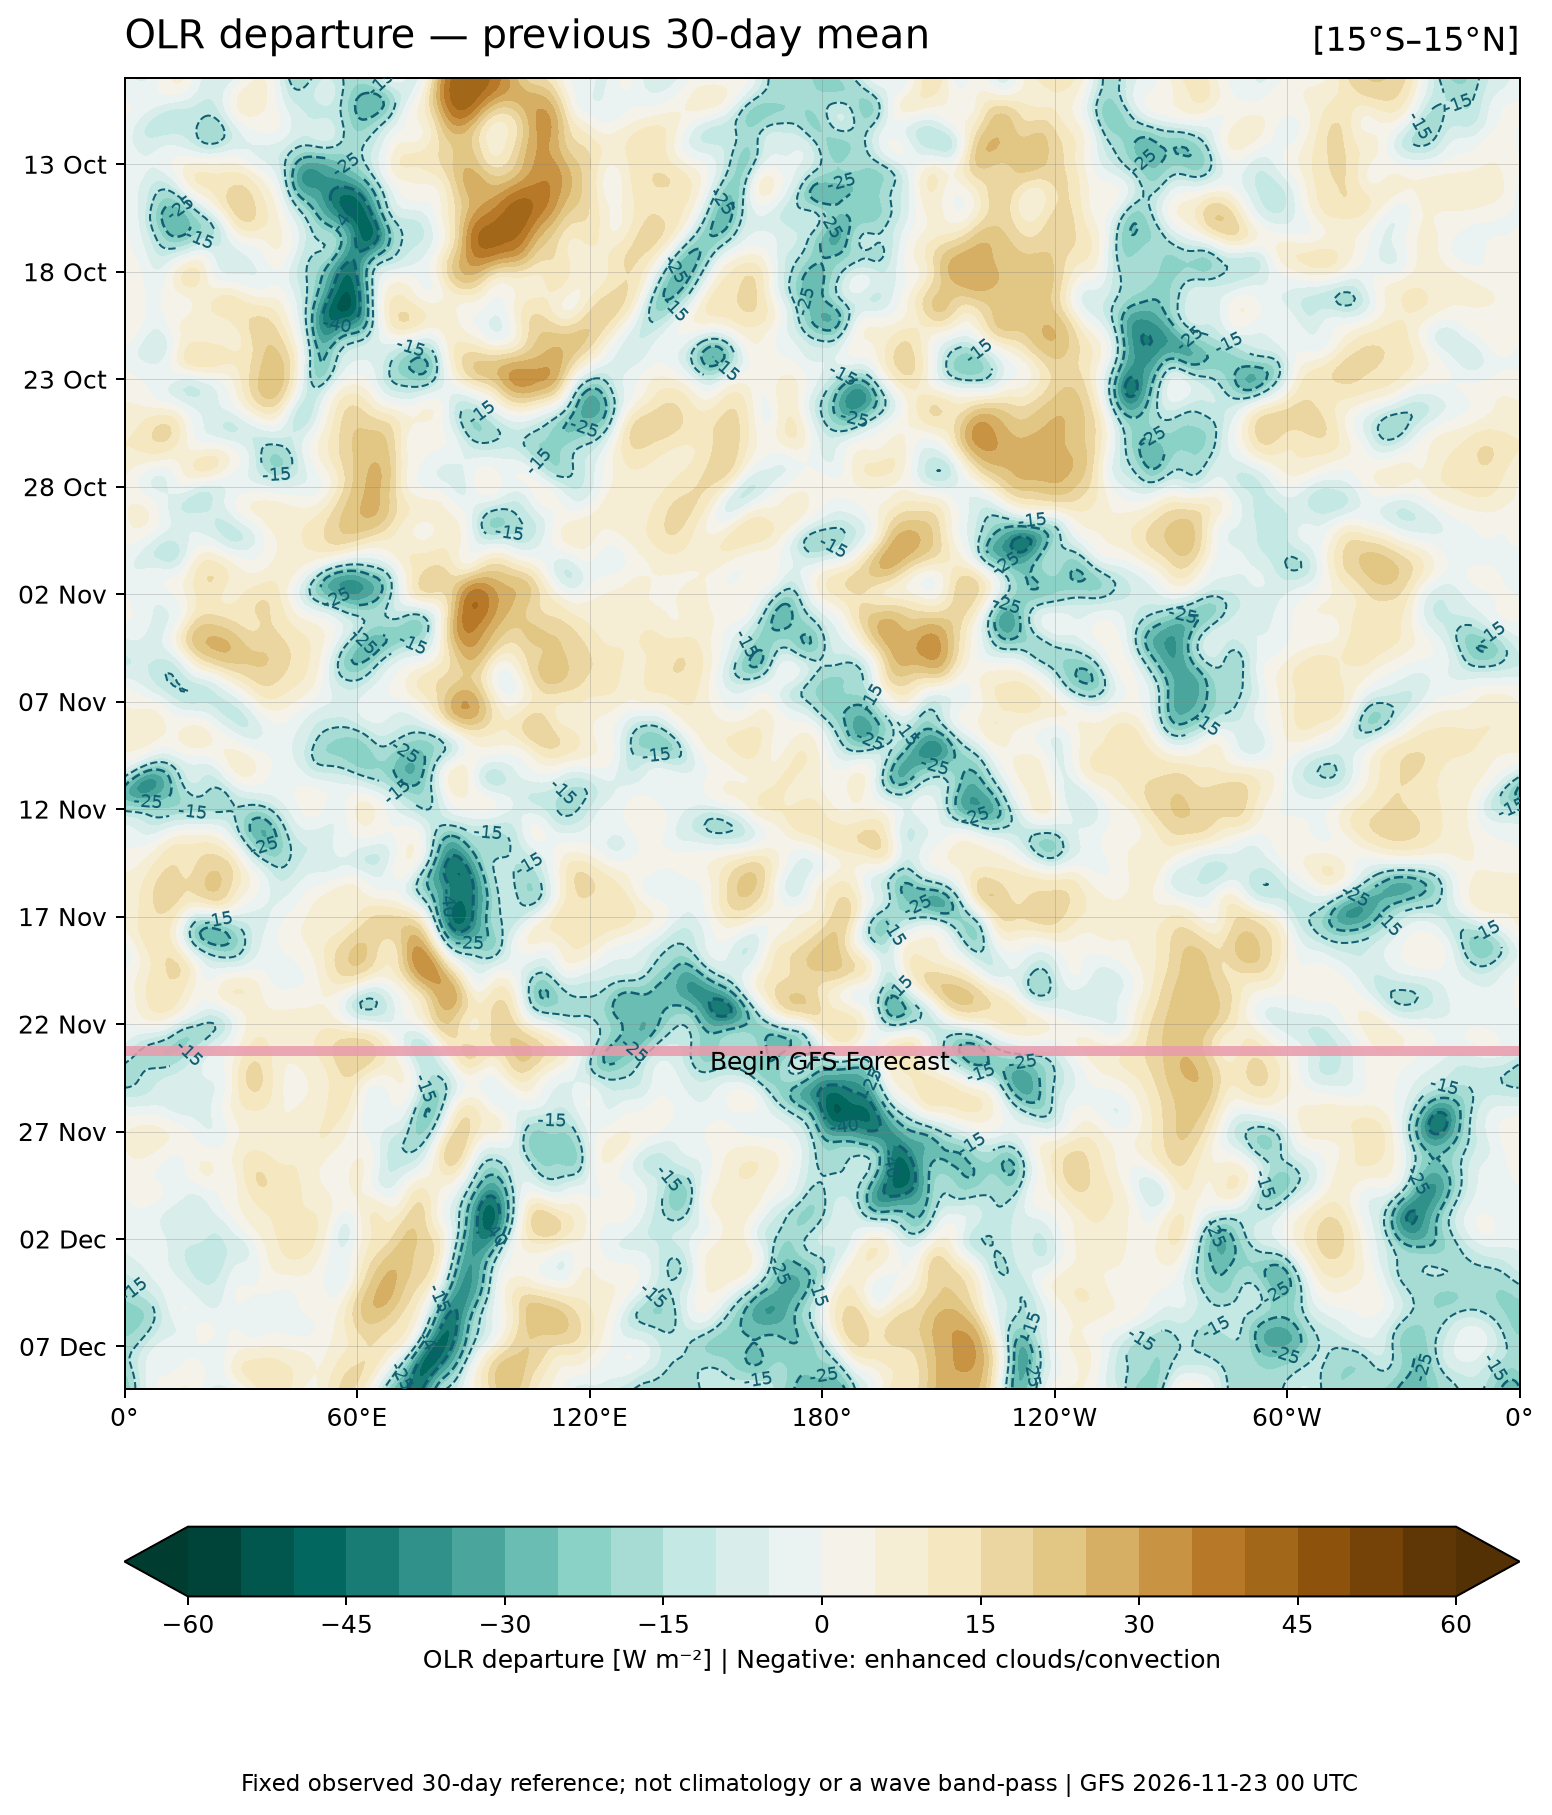 OLR departure — previous 30-day mean
[15°S–15°N]
13 Oct
18 Oct
23 Oct
28 Oct
02 Nov
07 Nov
12 Nov
17 Nov
22 Nov
Begin GFS Forecast
27 Nov
02 Dec
07 Dec
0° 60°E 120°E 180° 120°W 60°W 0°
−60 −45 −30 −15 0 15 30 45 60
OLR departure [W m⁻²] | Negative: enhanced clouds/convection
Fixed observed 30-day reference; not climatology or a wave band-pass | GFS 2026-11-23 00 UTC